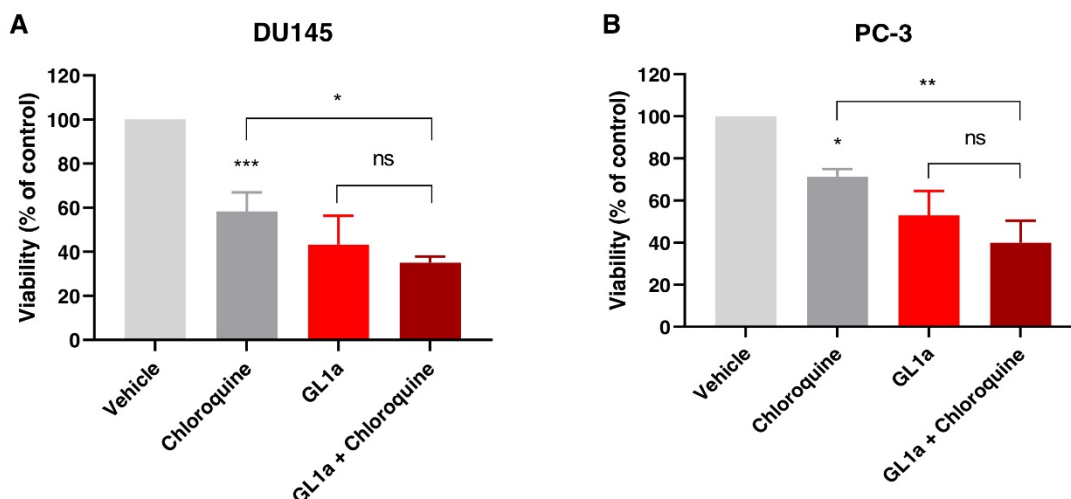 A
DU145
Viability (% of control)
120
100
80
60
40
20
0
***
*
ns
Vehicle
Chloroquine
GL1a
GL1a + Chloroquine
B
PC-3
Viability (% of control)
120
100
80
60
40
20
0
*
**
ns
Vehicle
Chloroquine
GL1a
GL1a + Chloroquine